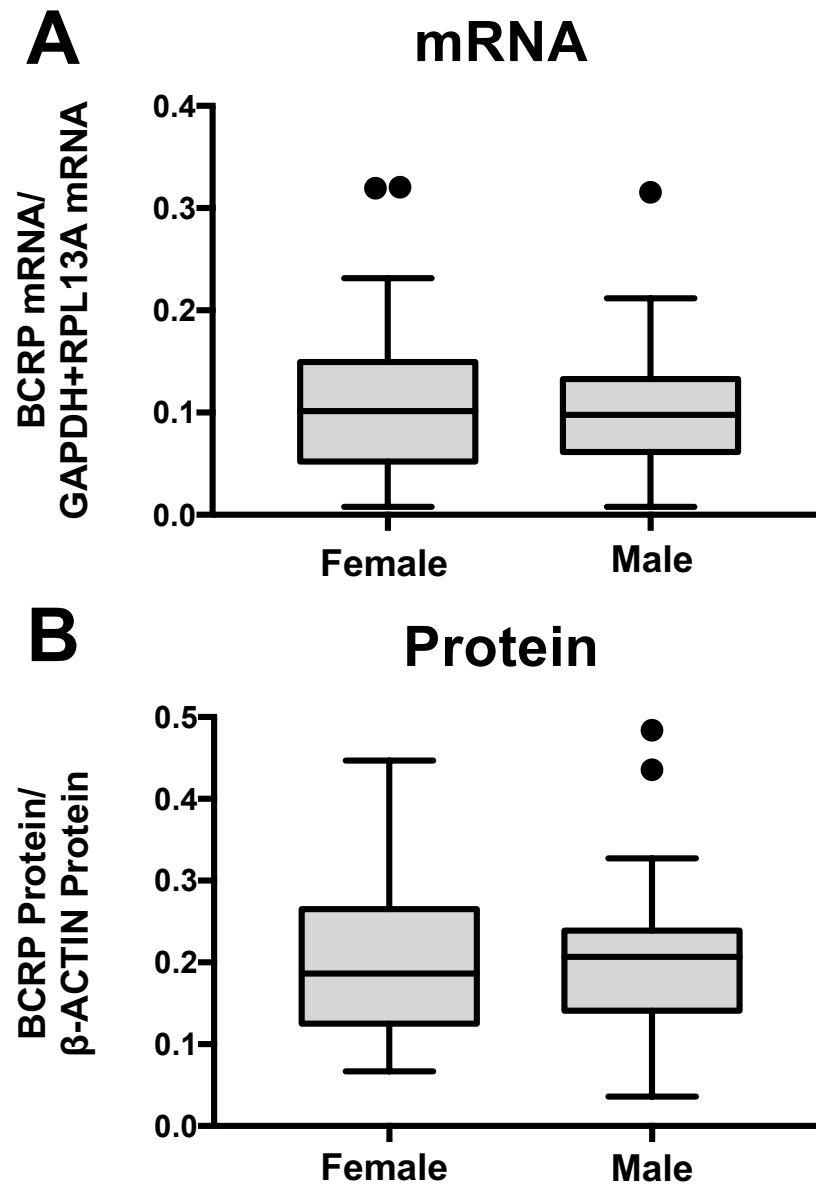 A
mRNA
BCRP mRNA/
GAPDH+RPL13A mRNA
0.4
0.3
0.2
0.1
0.0
Female
Male
B
Protein
BCRP Protein/
β-ACTIN Protein
0.5
0.4
0.3
0.2
0.1
0.0
Female
Male